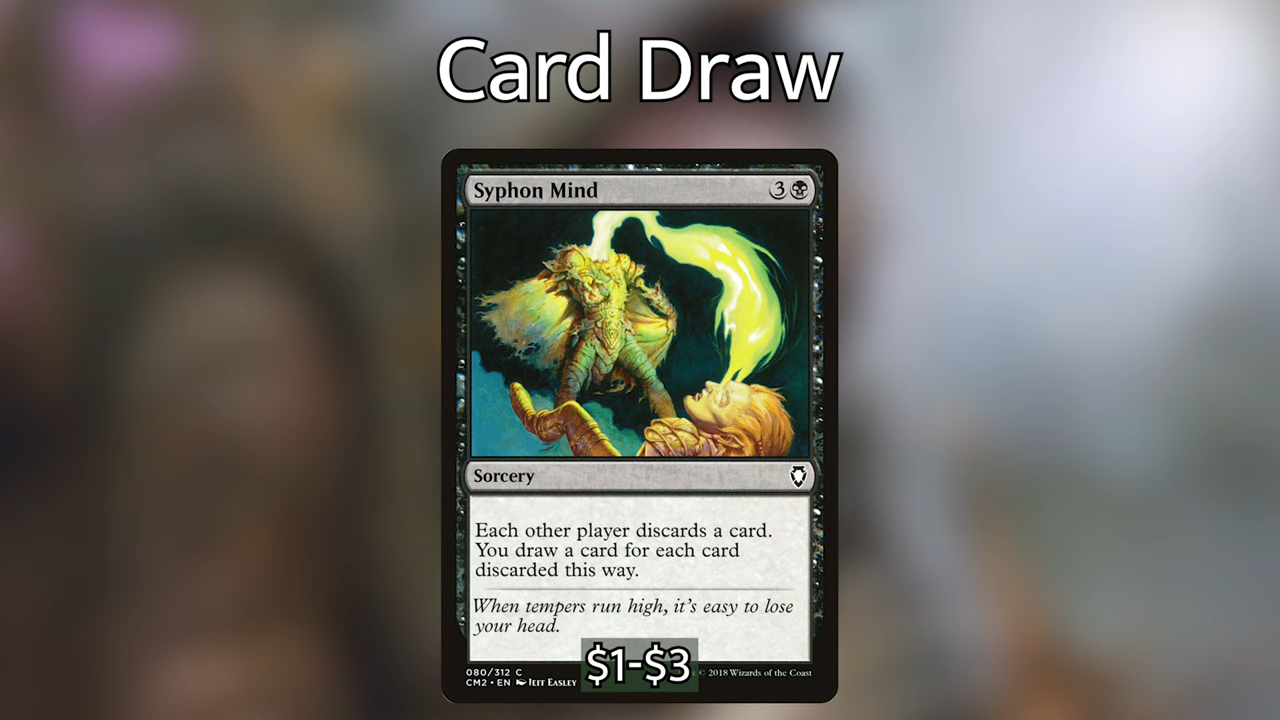 Card Draw
Syphon Mind 3
Sorcery
Each other player discards a card.
You draw a card for each card
discarded this way.
When tempers run high, it's easy to lose
your head.
$1-$3
080/312 C
CM2 • EN Jeff Easley
© 2018 Wizards of the Coast